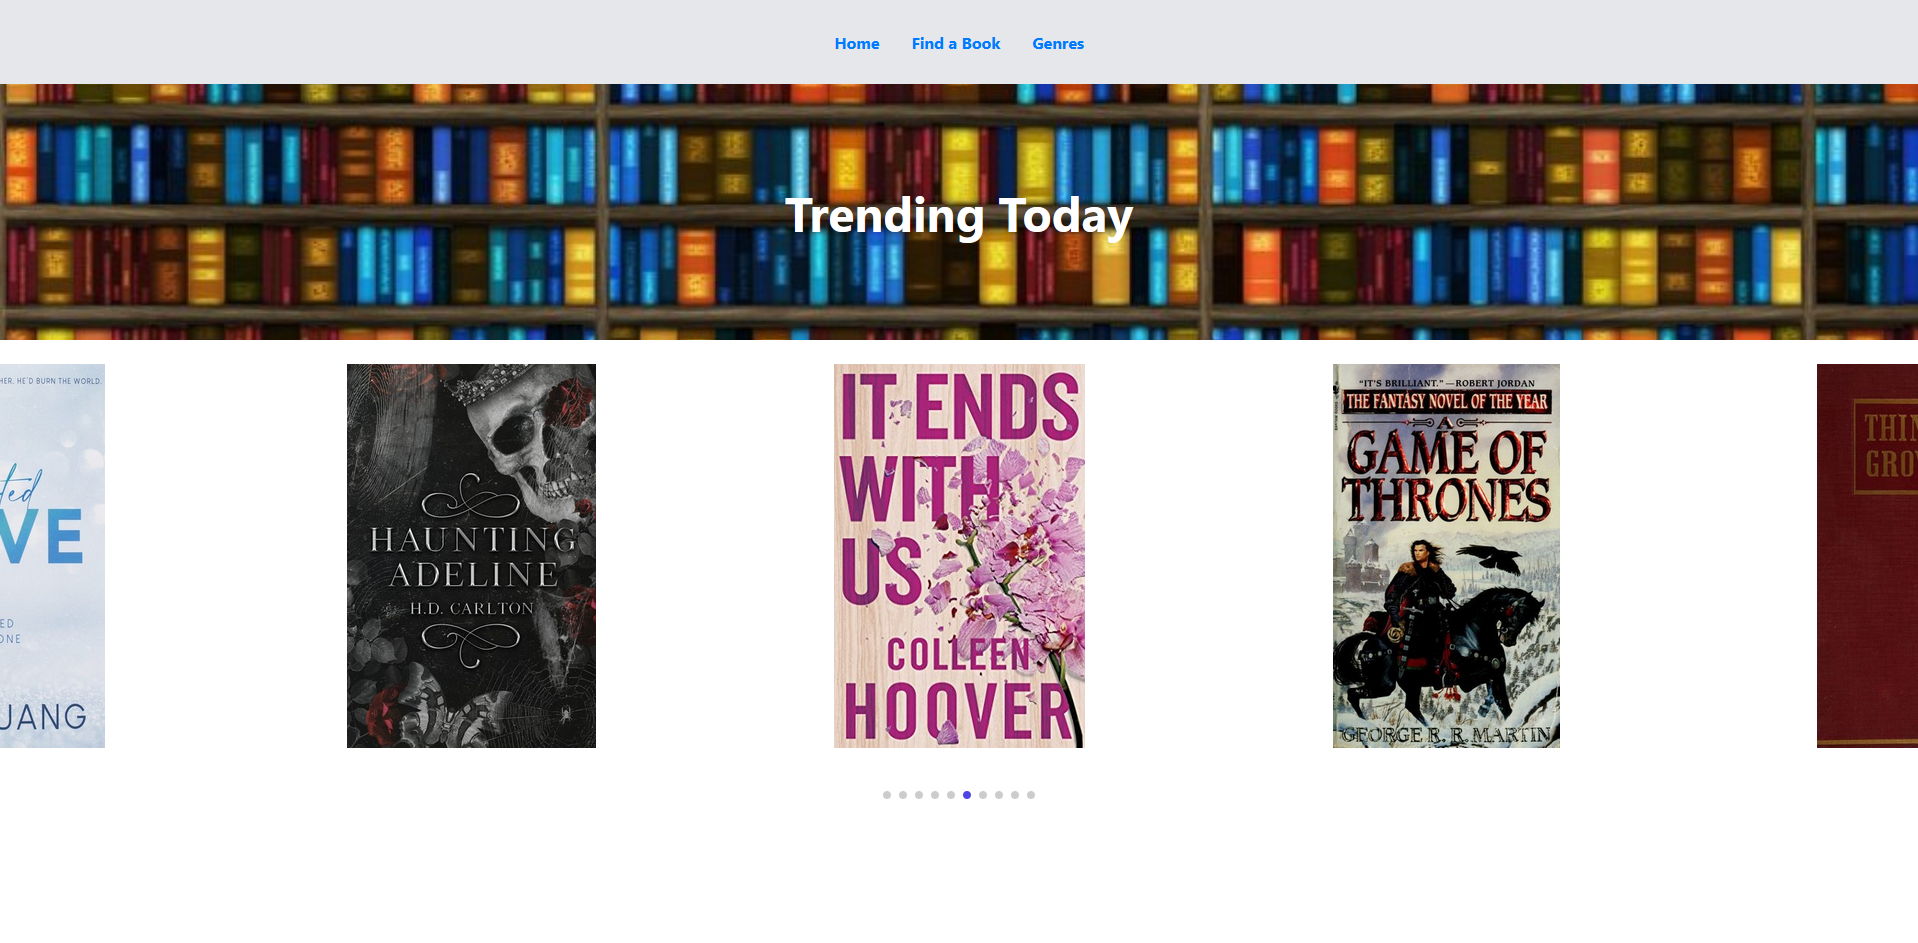 Home Find a Book Genres
Trending Today
HER, HE'D BURN THE WORLD.
ted
VE
ED
ONE
UANG
HAUNTING
ADELINE
H.D. CARLTON
IT ENDS
WITH
US
COLLEEN
HOOVER
"IT'S BRILLIANT."—ROBERT JORDAN
THE FANTASY NOVEL OF THE YEAR
A
GAME OF
THRONES
GEORGE R. R. MARTIN
THIN
GRO